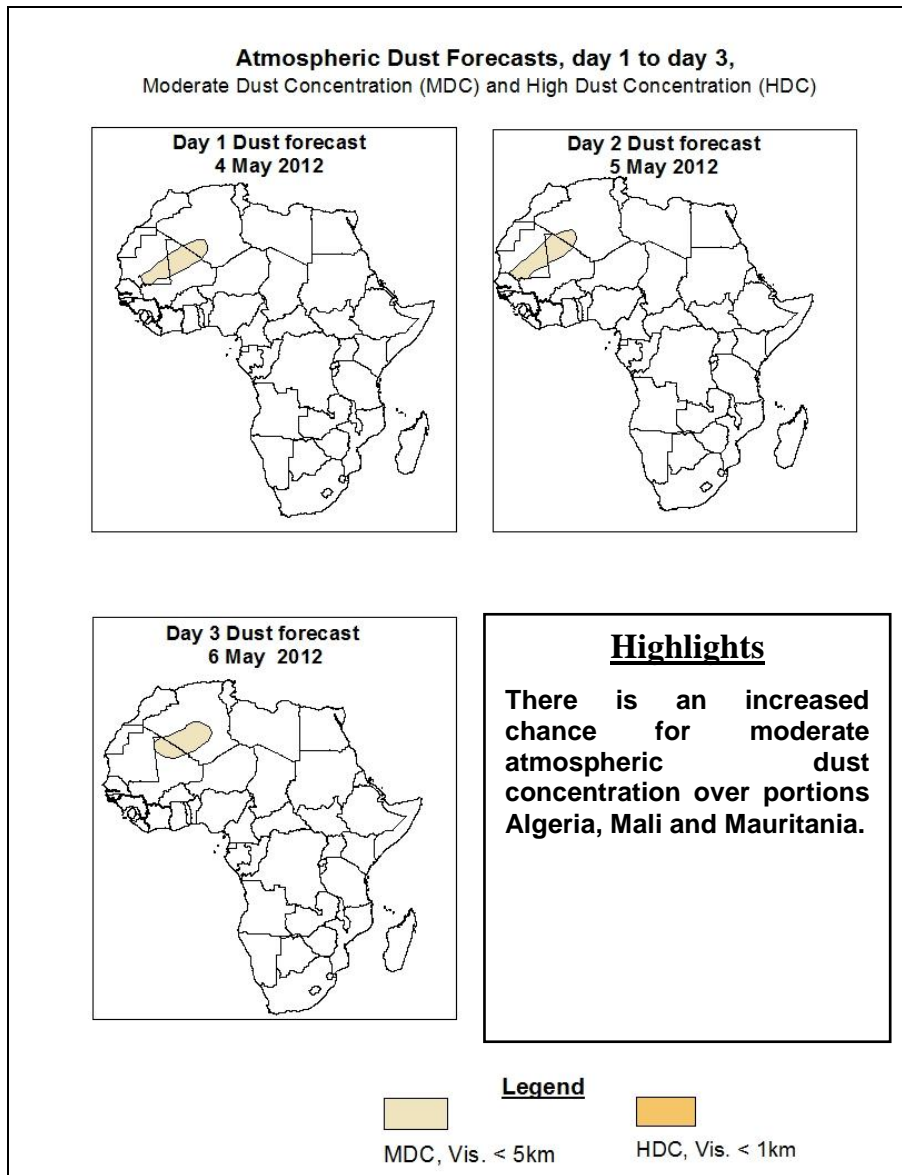 Atmospheric Dust Forecasts, day 1 to day 3,
Moderate Dust Concentration (MDC) and High Dust Concentration (HDC)
Day 1 Dust forecast
4 May 2012
Day 2 Dust forecast
5 May 2012
Day 3 Dust forecast
6 May 2012
Highlights
There is an increased
chance for moderate
atmospheric dust
concentration over portions
Algeria, Mali and Mauritania.
Legend
MDC, Vis. < 5km
HDC, Vis. < 1km